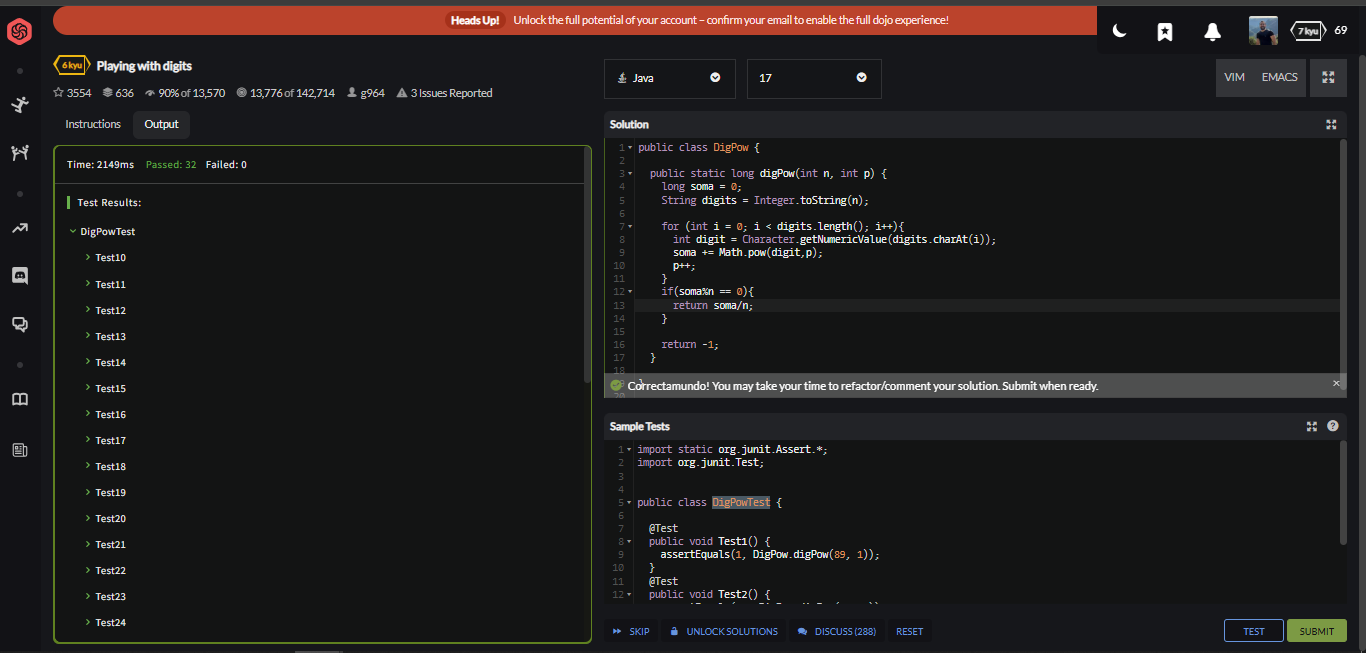 Heads Up! Unlock the full potential of your account – confirm your email to enable the full dojo experience!
7 kyu 69
6 kyu Playing with digits
3554 636 90% of 13,570 13,776 of 142,714 g964 3 Issues Reported
Instructions Output
Time: 2149ms Passed: 32 Failed: 0
Test Results:
DigPowTest
Test10
Test11
Test12
Test13
Test14
Test15
Test16
Test17
Test18
Test19
Test20
Test21
Test22
Test23
Test24
Java 17 VIM EMACS
Solution
1 public class DigPow {
2
3 public static long digPow(int n, int p) {
4 long soma = 0;
5 String digits = Integer.toString(n);
6
7 for (int i = 0; i < digits.length(); i++){
8 int digit = Character.getNumericValue(digits.charAt(i));
9 soma += Math.pow(digit,p);
10 p++;
11 }
12 if(soma%n == 0){
13 return soma/n;
14 }
15
16 return -1;
17 }
18
Correctamundo! You may take your time to refactor/comment your solution. Submit when ready.
Sample Tests
1 import static org.junit.Assert.*;
2 import org.junit.Test;
3
4
5 public class DigPowTest {
6
7 @Test
8 public void Test1() {
9 assertEquals(1, DigPow.digPow(89, 1));
10 }
11 @Test
12 public void Test2() {
SKIP UNLOCK SOLUTIONS DISCUSS (288) RESET TEST SUBMIT